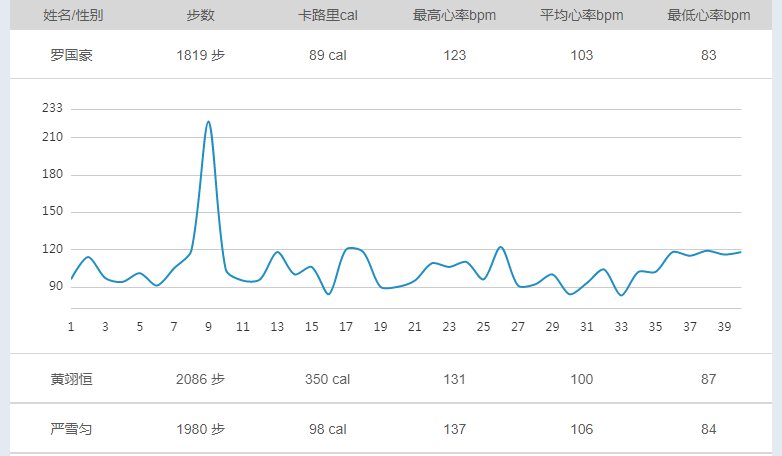 姓名/性别 步数 卡路里cal 最高心率bpm 平均心率bpm 最低心率bpm
罗国豪 1819 步 89 cal 123 103 83
233
210
180
150
120
90
1 3 5 7 9 11 13 15 17 19 21 23 25 27 29 31 33 35 37 39
黄翊恒 2086 步 350 cal 131 100 87
严雪匀 1980 步 98 cal 137 106 84